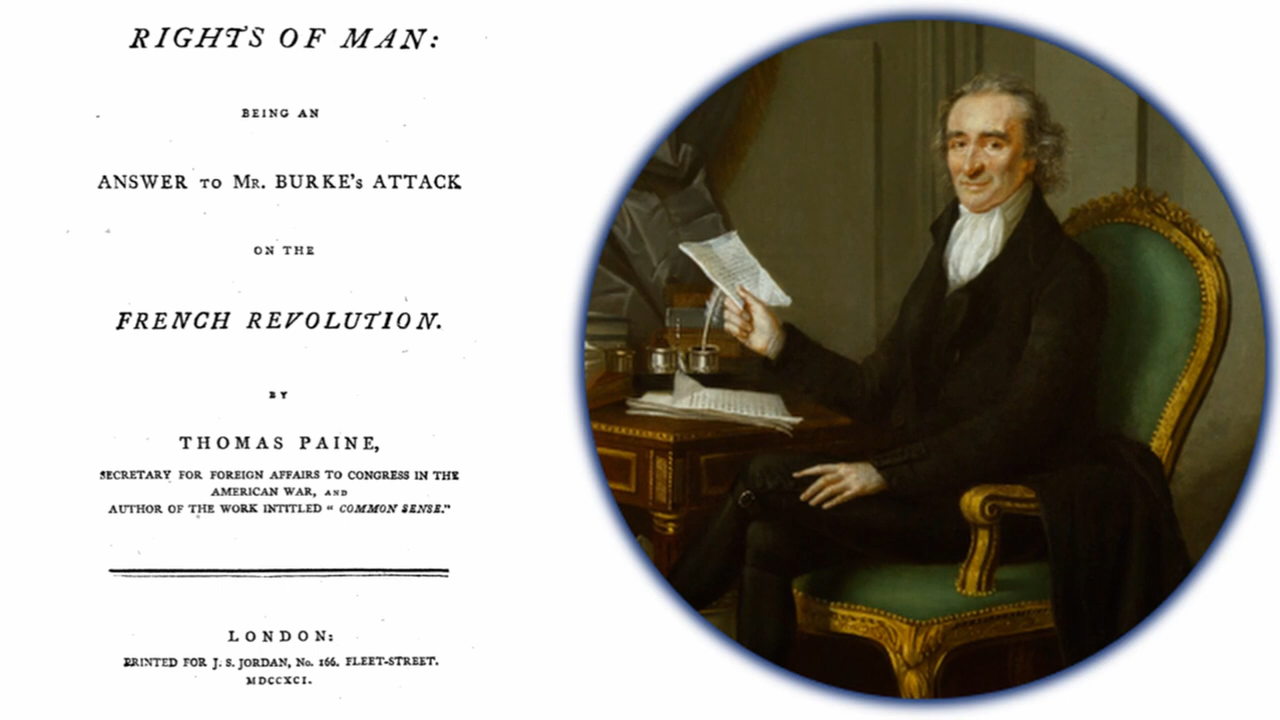 RIGHTS OF MAN:
BEING AN
ANSWER TO MR. BURKE'S ATTACK
ON THE
FRENCH REVOLUTION.
BY
THOMAS PAINE,
SECRETARY FOR FOREIGN AFFAIRS TO CONGRESS IN THE
AMERICAN WAR, AND
AUTHOR OF THE WORK INTITLED "COMMON SENSE."
LONDON:
PRINTED FOR J. S. JORDAN, No. 166. FLEET-STREET.
MDCCXCI.